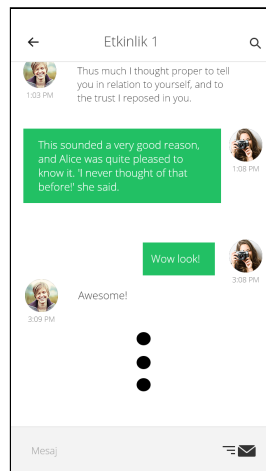 Etkinlik 1
Thus much I thought proper to tell
you in relation to yourself, and to
the trust I reposed in you.
1:03 PM
This sounded a very good reason,
and Alice was quite pleased to
know it. 'I never thought of that
before!' she said.
1:08 PM
Wow look!
3:08 PM
Awesome!
3:09 PM
Mesaj